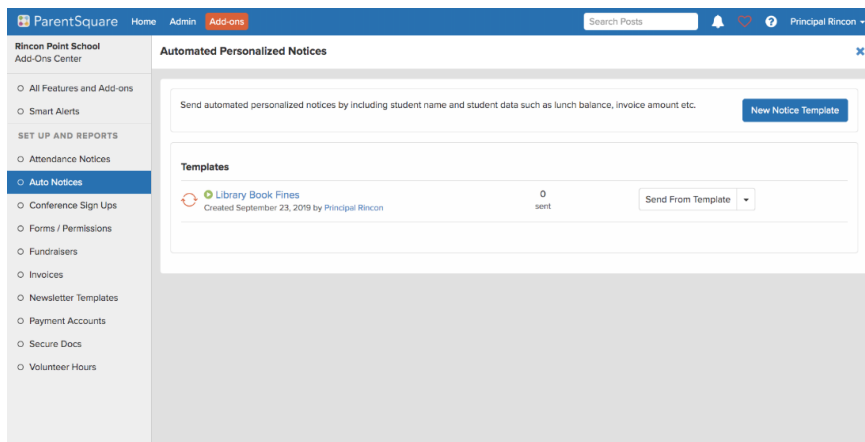 ParentSquare Home Admin Add-ons Search Posts Principal Rincon
Rincon Point School
Add-Ons Center
All Features and Add-ons
Smart Alerts
SET UP AND REPORTS
Attendance Notices
Auto Notices
Conference Sign Ups
Forms / Permissions
Fundraisers
Invoices
Newsletter Templates
Payment Accounts
Secure Docs
Volunteer Hours
Automated Personalized Notices
Send automated personalized notices by including student name and student data such as lunch balance, invoice amount etc.
New Notice Template
Templates
Library Book Fines
Created September 23, 2019 by Principal Rincon
0
sent
Send From Template